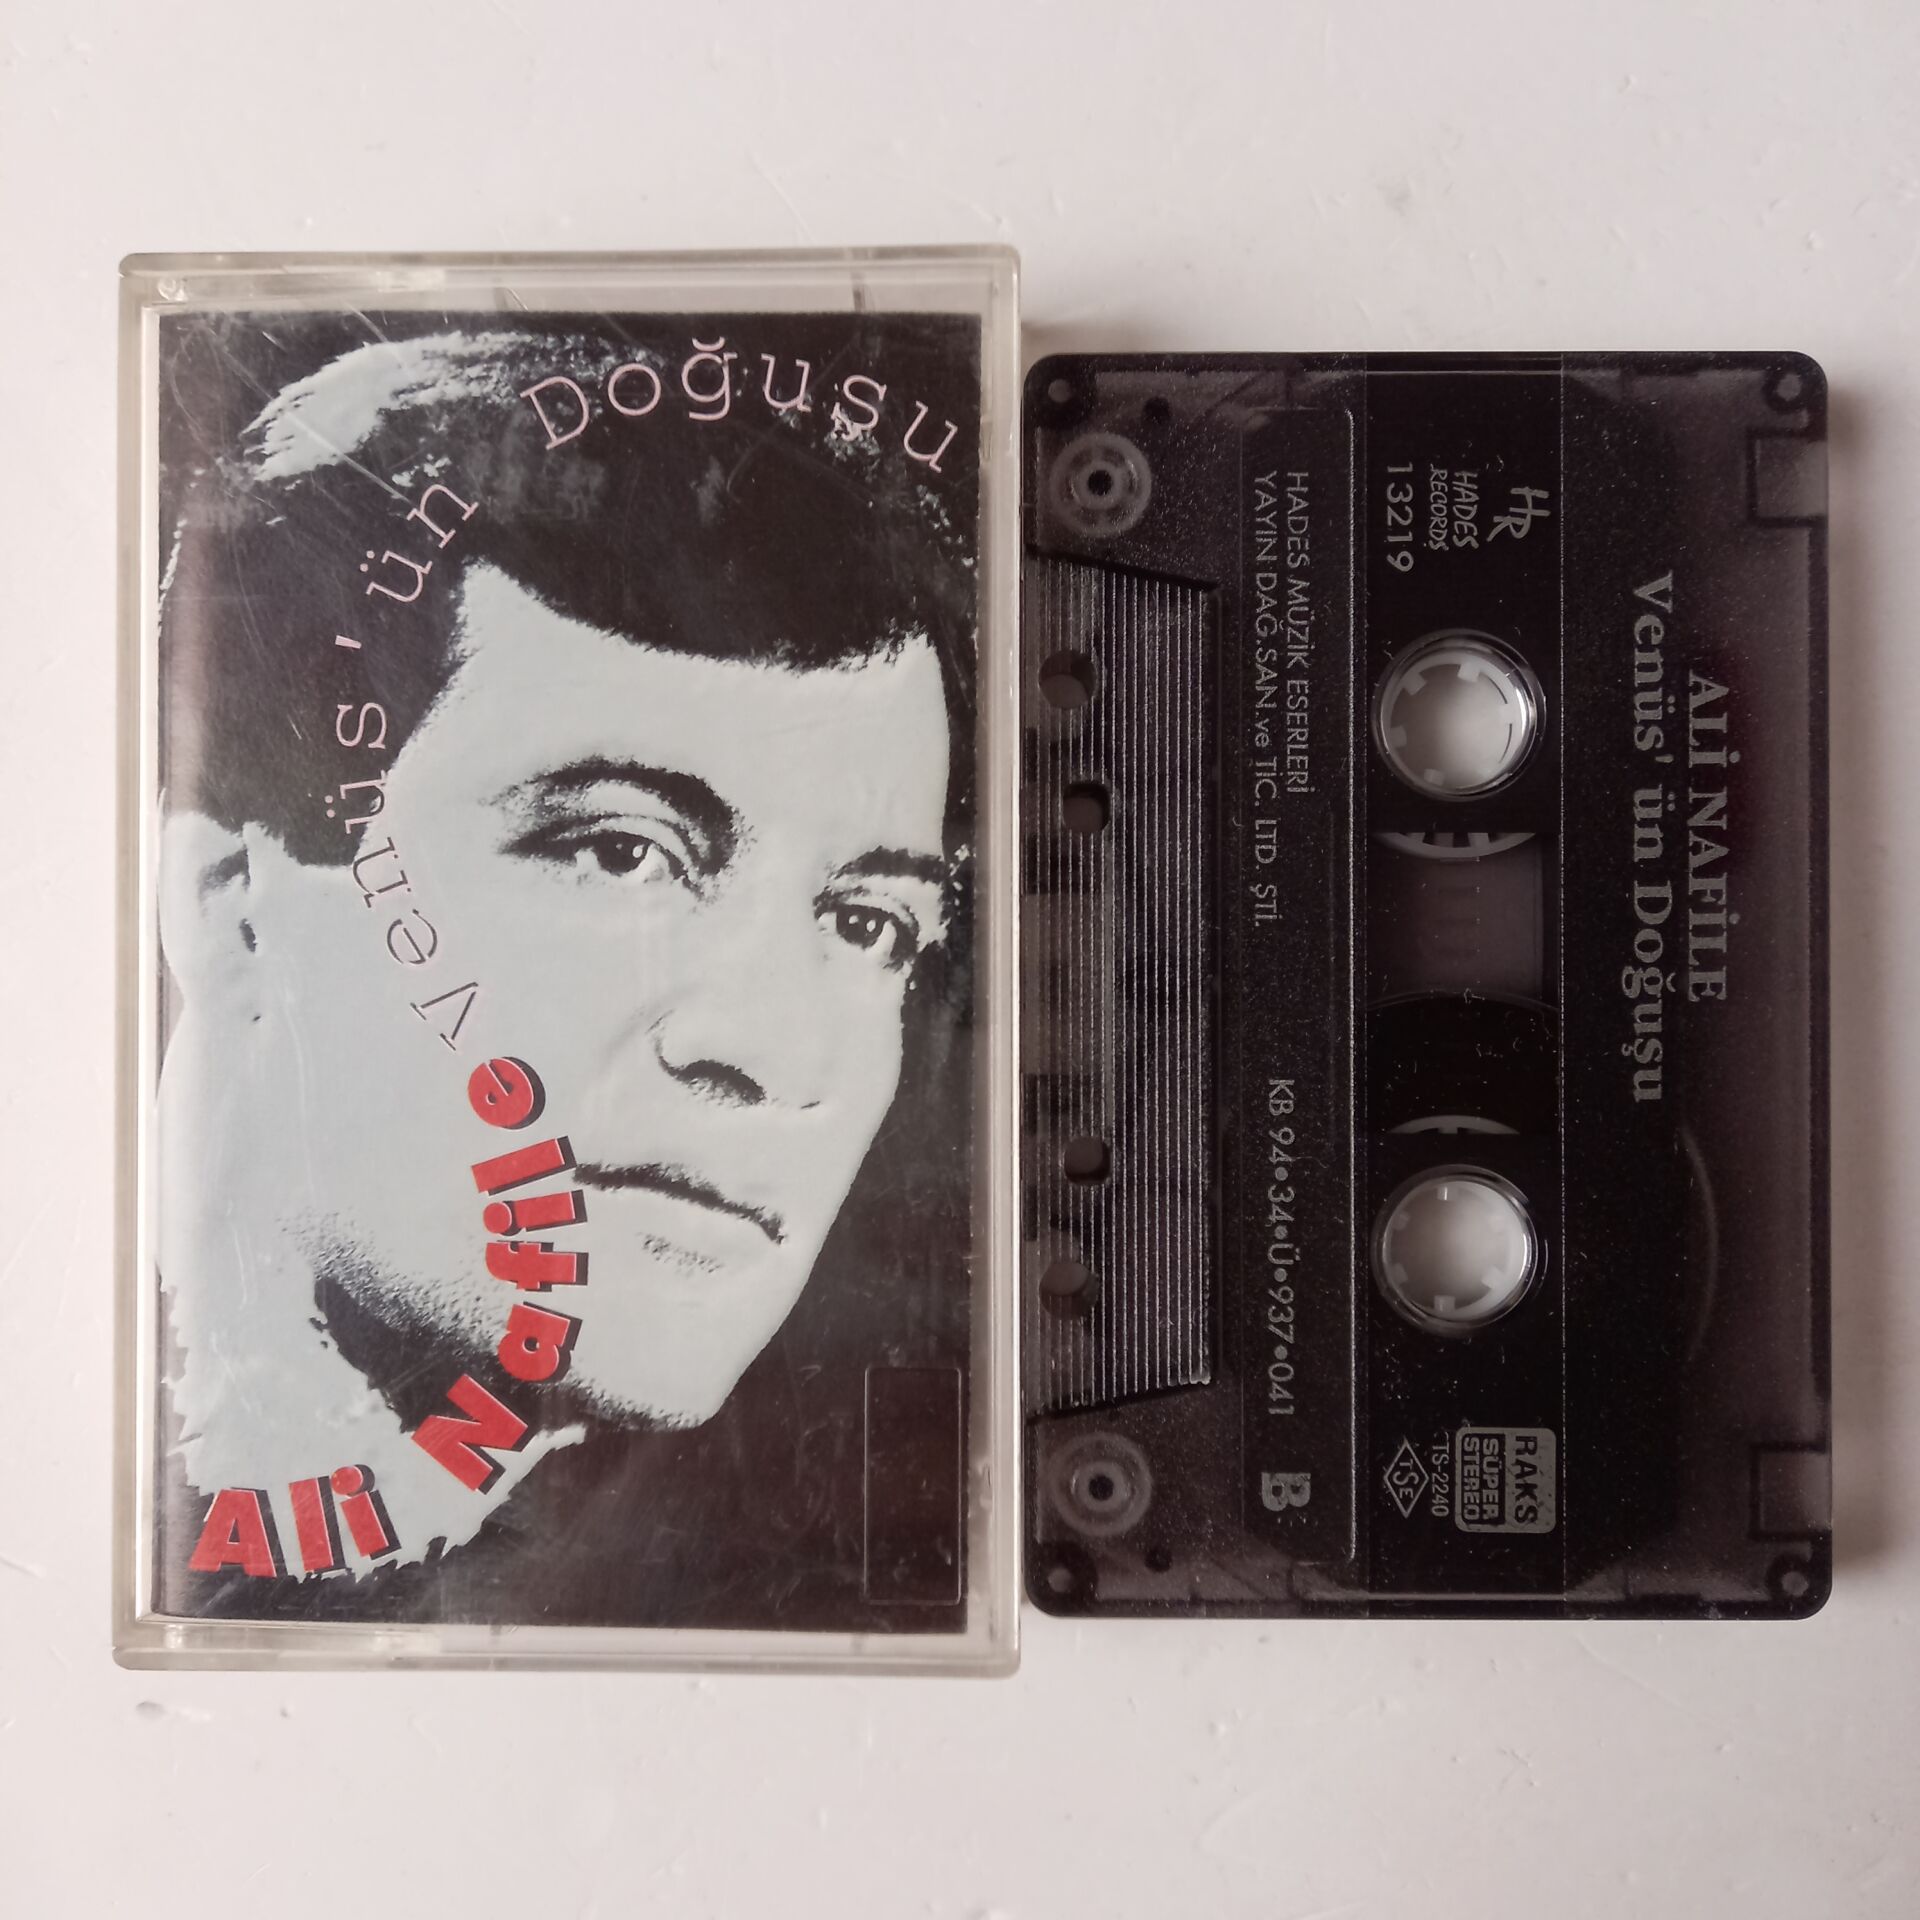 Venüs'ün Doğuşu
Ali Nafile
ALİ NAFİLE
Venüs' ün Doğuşu
HR
HADES
RECORDS
13219
RAKS
SÜPER
STEREO
TS-2240
TSE
HADES MÜZİK ESERLERİ
YAYIN DAĞ.SAN.ve TİC. LTD. ŞTİ.
KB 94•34•Ü•937•041
B